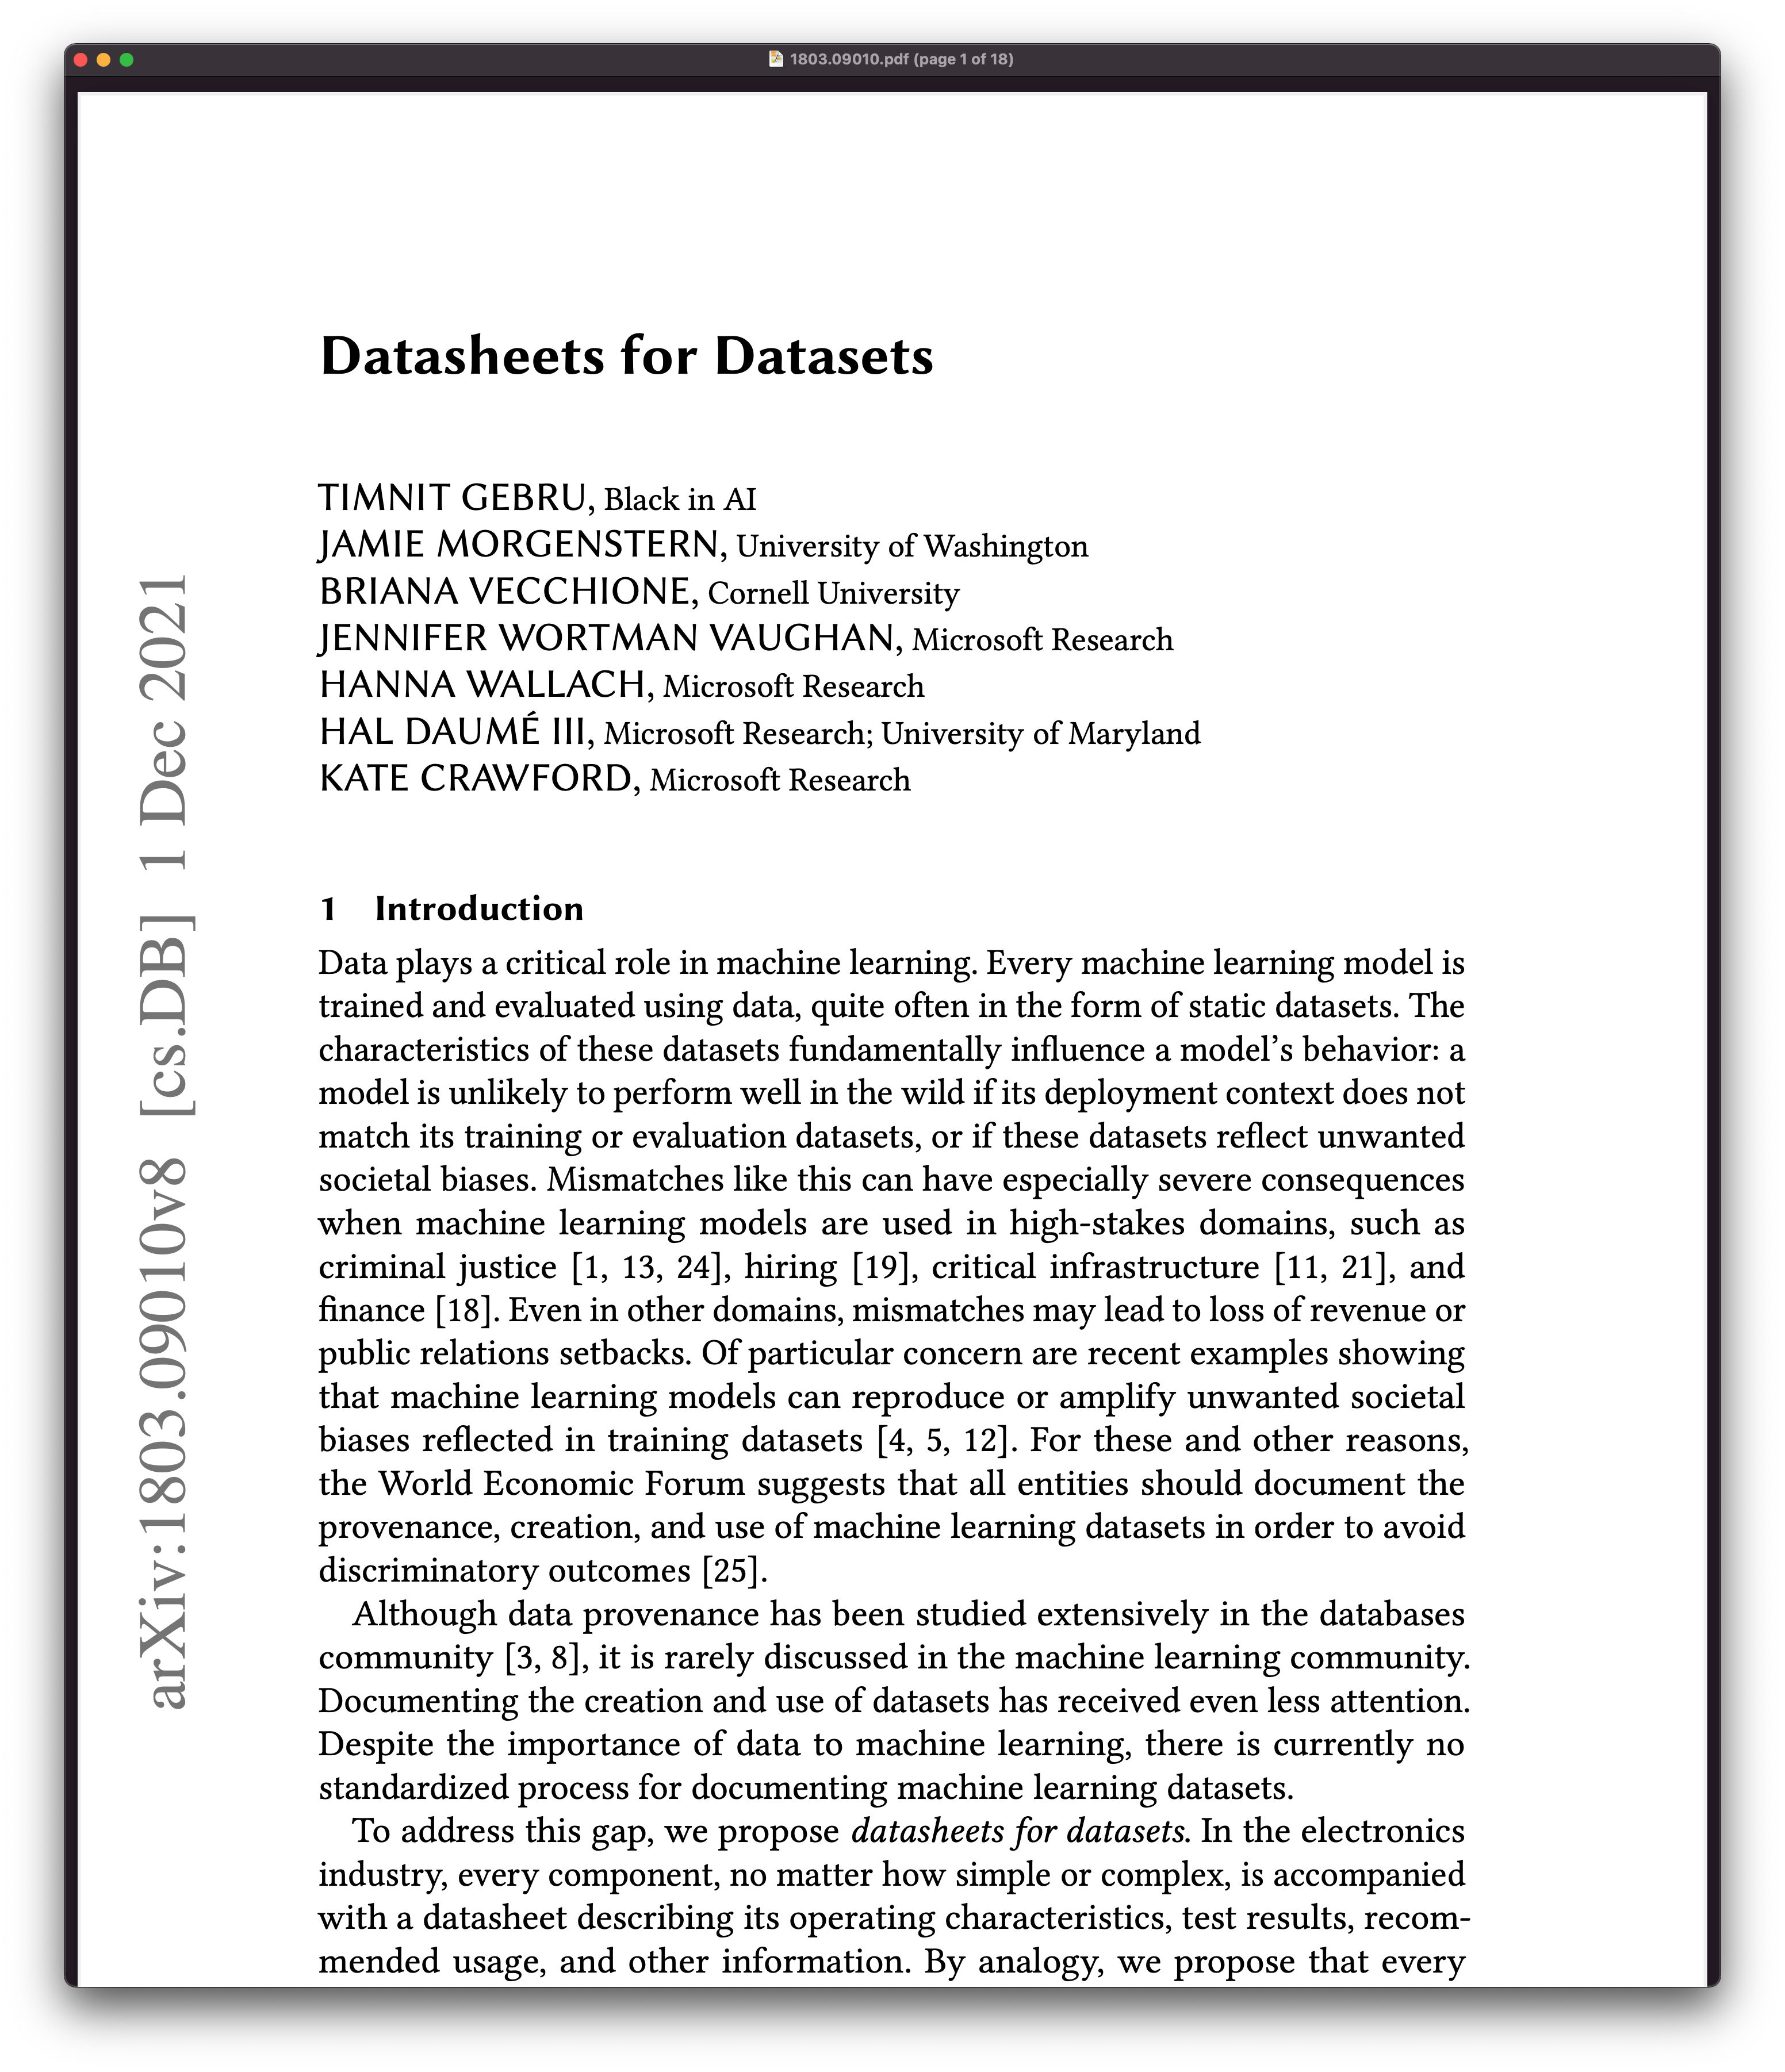 1803.09010.pdf (page 1 of 18)
Datasheets for Datasets
TIMNIT GEBRU, Black in AI
JAMIE MORGENSTERN, University of Washington
BRIANA VECCHIONE, Cornell University
JENNIFER WORTMAN VAUGHAN, Microsoft Research
HANNA WALLACH, Microsoft Research
HAL DAUMÉ III, Microsoft Research; University of Maryland
KATE CRAWFORD, Microsoft Research
arXiv:1803.09010v8 [cs.DB] 1 Dec 2021
1 Introduction
Data plays a critical role in machine learning. Every machine learning model is
trained and evaluated using data, quite often in the form of static datasets. The
characteristics of these datasets fundamentally influence a model’s behavior: a
model is unlikely to perform well in the wild if its deployment context does not
match its training or evaluation datasets, or if these datasets reflect unwanted
societal biases. Mismatches like this can have especially severe consequences
when machine learning models are used in high-stakes domains, such as
criminal justice [1, 13, 24], hiring [19], critical infrastructure [11, 21], and
finance [18]. Even in other domains, mismatches may lead to loss of revenue or
public relations setbacks. Of particular concern are recent examples showing
that machine learning models can reproduce or amplify unwanted societal
biases reflected in training datasets [4, 5, 12]. For these and other reasons,
the World Economic Forum suggests that all entities should document the
provenance, creation, and use of machine learning datasets in order to avoid
discriminatory outcomes [25].
Although data provenance has been studied extensively in the databases
community [3, 8], it is rarely discussed in the machine learning community.
Documenting the creation and use of datasets has received even less attention.
Despite the importance of data to machine learning, there is currently no
standardized process for documenting machine learning datasets.
To address this gap, we propose datasheets for datasets. In the electronics
industry, every component, no matter how simple or complex, is accompanied
with a datasheet describing its operating characteristics, test results, recom-
mended usage, and other information. By analogy, we propose that every